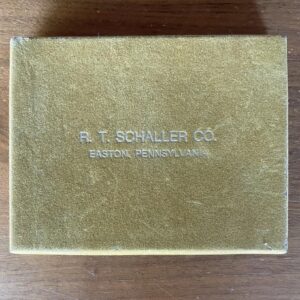 R. T. SCHALLER CO.
EASTON, PENNSYLVANIA